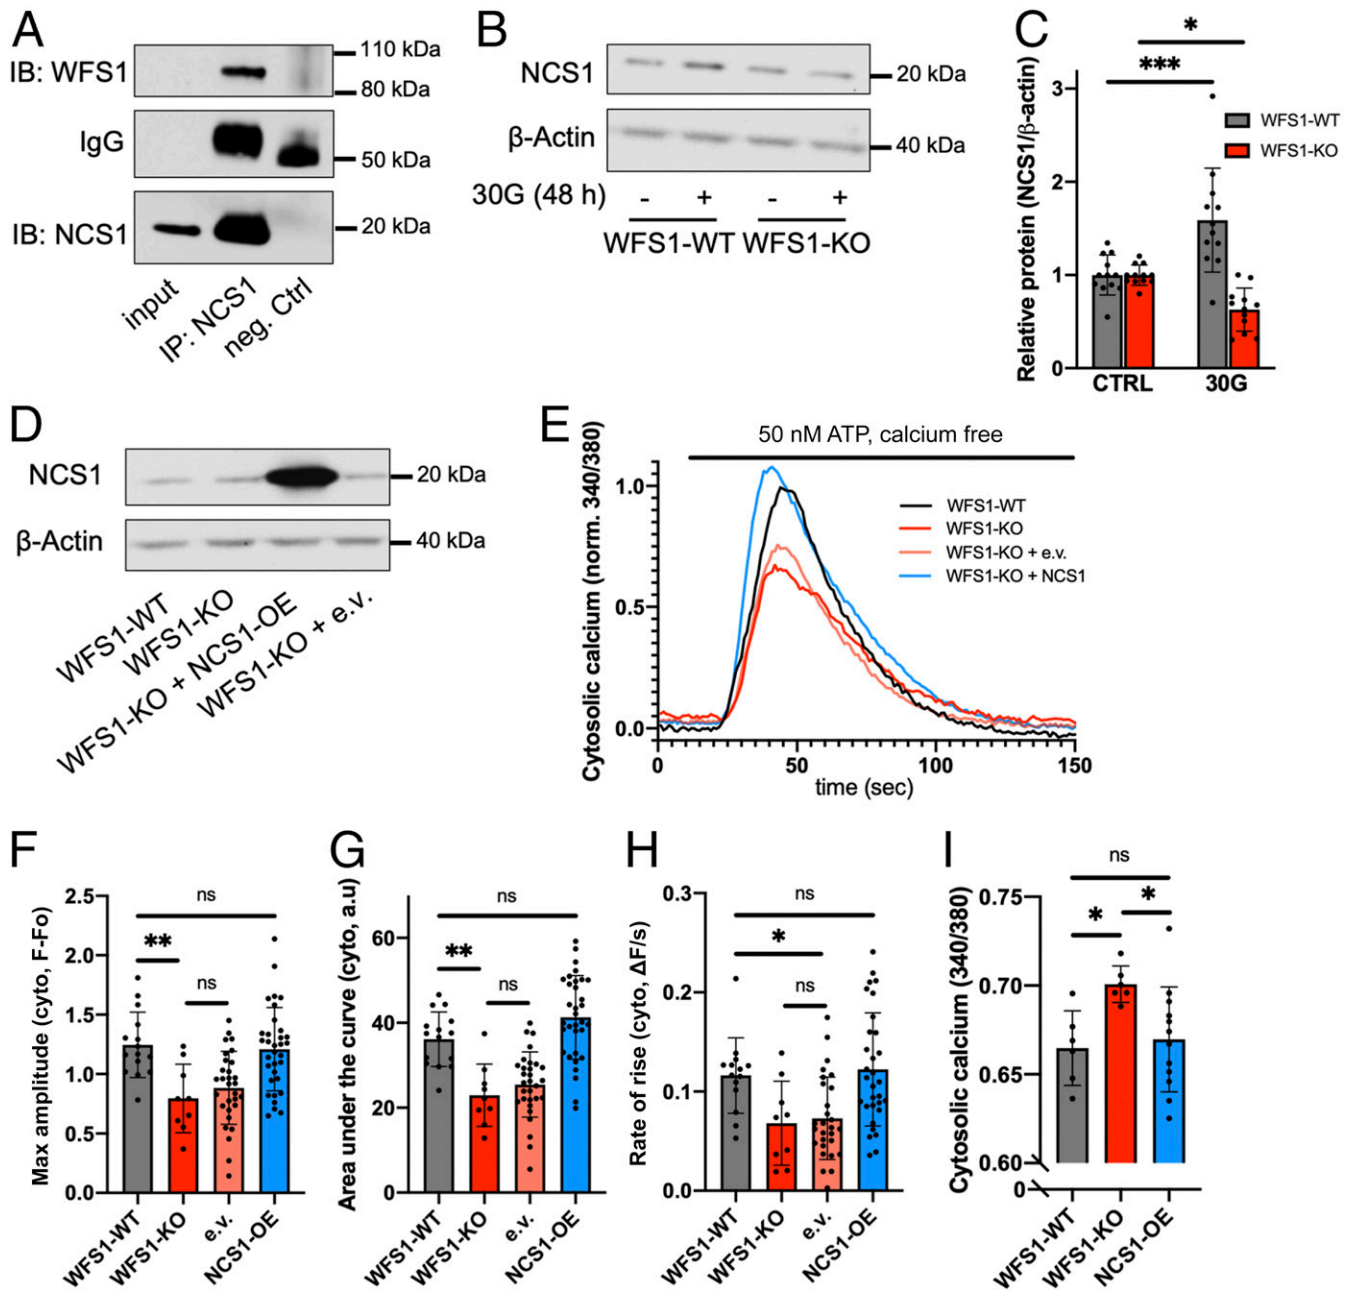 A
IB: WFS1
110 kDa
80 kDa
IgG
50 kDa
IB: NCS1
20 kDa
input
IP: NCS1
neg. Ctrl
B
NCS1
20 kDa
β-Actin
40 kDa
30G (48 h) - + - +
WFS1-WT WFS1-KO
C
Relative protein (NCS1/β-actin)
*
***
3
2
1
0
WFS1-WT
WFS1-KO
CTRL 30G
D
NCS1
20 kDa
β-Actin
40 kDa
WFS1-WT
WFS1-KO
WFS1-KO + NCS1-OE
WFS1-KO + e.v.
E
50 nM ATP, calcium free
Cytosolic calcium (norm. 340/380)
1.0
0.5
0.0
WFS1-WT
WFS1-KO
WFS1-KO + e.v.
WFS1-KO + NCS1
0 50 100 150
time (sec)
F
Max amplitude (cyto, F-Fo)
2.5
2.0
1.5
1.0
0.5
0.0
ns
**
ns
WFS1-WT
WFS1-KO
e.v.
NCS1-OE
G
Area under the curve (cyto, a.u)
60
40
20
0
ns
**
ns
WFS1-WT
WFS1-KO
e.v.
NCS1-OE
H
Rate of rise (cyto, ΔF/s)
0.3
0.2
0.1
0.0
ns
*
ns
WFS1-WT
WFS1-KO
e.v.
NCS1-OE
I
Cytosolic calcium (340/380)
0.75
0.70
0.65
0.60
0
ns
*
*
WFS1-WT
WFS1-KO
NCS1-OE